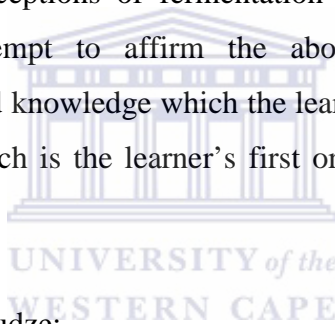 ceptions of fermentation
empt to affirm the abo
l knowledge which the lear
ch is the learner's first or
UNIVERSITY of the
WESTERN CAPE
udze: